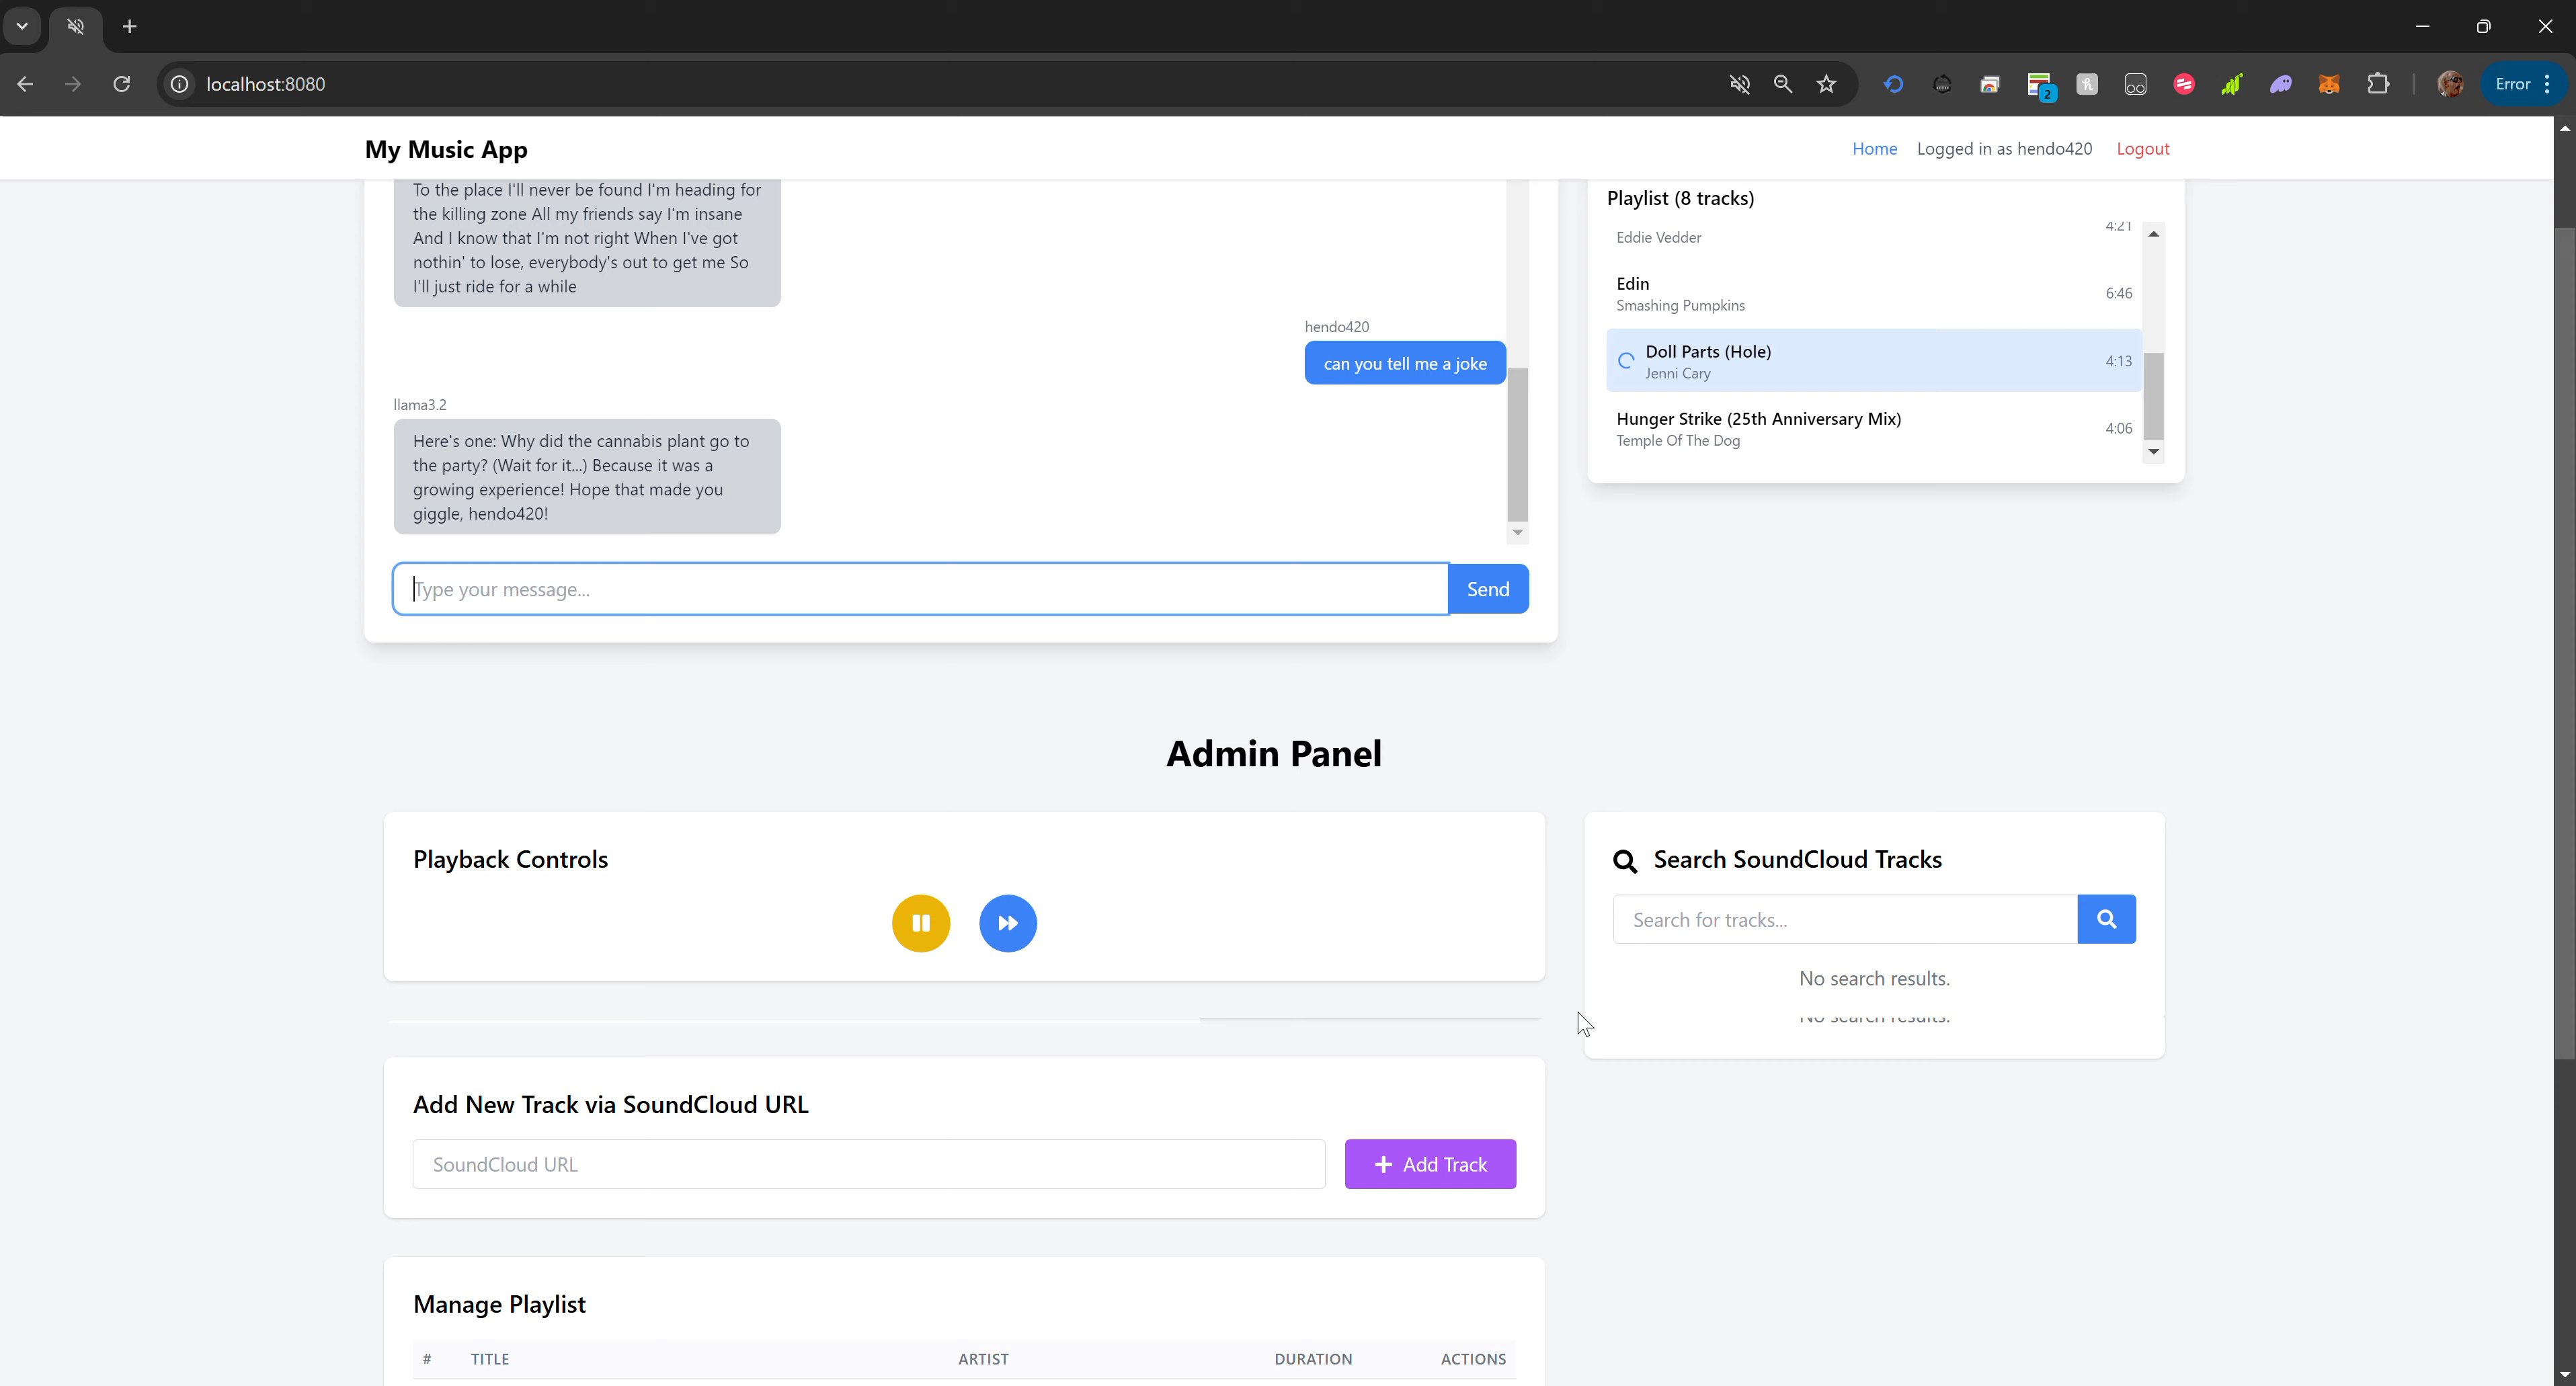 localhost:8080
2
Error
My Music App
Home Logged in as hendo420 Logout
To the place I'll never be found I'm heading for
the killing zone All my friends say I'm insane
And I know that I'm not right When I've got
nothin' to lose, everybody's out to get me So
I'll just ride for a while
hendo420
can you tell me a joke
llama3.2
Here's one: Why did the cannabis plant go to
the party? (Wait for it...) Because it was a
growing experience! Hope that made you
giggle, hendo420!
Type your message...
Send
Playlist (8 tracks)
4:21
Eddie Vedder
Edin
Smashing Pumpkins
6:46
Doll Parts (Hole)
Jenni Cary
4:13
Hunger Strike (25th Anniversary Mix)
Temple Of The Dog
4:06
Admin Panel
Playback Controls
Search SoundCloud Tracks
Search for tracks...
No search results.
No search results.
Add New Track via SoundCloud URL
SoundCloud URL
Add Track
Manage Playlist
# TITLE ARTIST DURATION ACTIONS